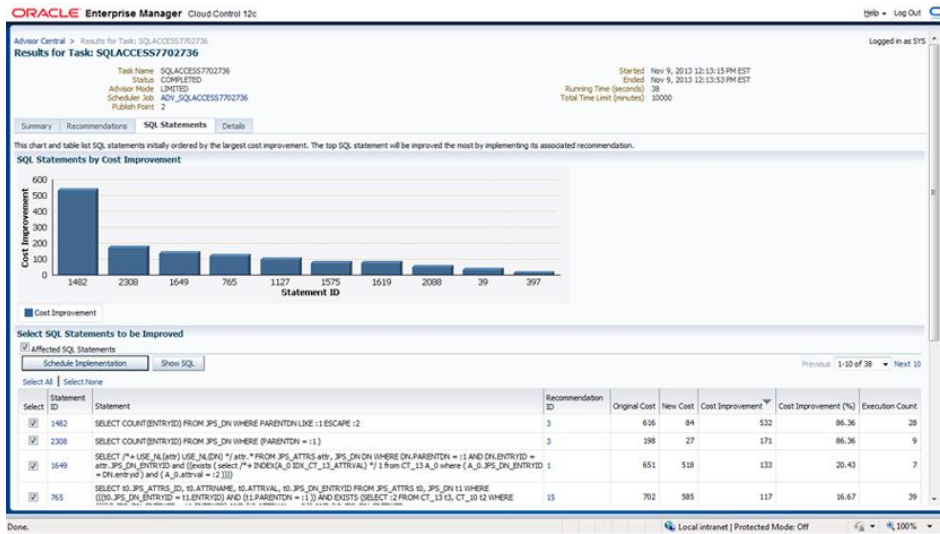 ORACLE Enterprise Manager Cloud Control 12c
Help Log Out
Advisor Central > Results for Task: SQLACCESS7702736
Logged in as SYS
Results for Task: SQLACCESS7702736
Task Name SQLACCESS7702736
Status COMPLETED
Advisor Mode LIMITED
Scheduler Job ADV_SQLACCESS7702736
Publish Point 2
Started Nov 9, 2013 12:13:15 PM EST
Ended Nov 9, 2013 12:13:53 PM EST
Running Time (seconds) 38
Total Time Limit (minutes) 10000
Summary Recommendations SQL Statements Details
This chart and table list SQL statements initially ordered by the largest cost improvement. The top SQL statement will be improved the most by implementing its associated recommendation.
SQL Statements by Cost Improvement
Cost Improvement
600
500
400
300
200
100
0
1482 2308 1649 765 1127 1575 1619 2088 39 397
Statement ID
Cost Improvement
Select SQL Statements to be Improved
Affected SQL Statements
Schedule Implementation Show SQL
Previous 1-10 of 38 Next 10
Select All | Select None
Select Statement ID Statement Recommendation ID Original Cost New Cost Cost Improvement Cost Improvement (%) Execution Count
1482 SELECT COUNT(ENTRYID) FROM JPS_DN WHERE PARENTDN LIKE :1 ESCAPE :2 3 616 84 532 86.36 28
2308 SELECT COUNT(ENTRYID) FROM JPS_DN WHERE (PARENTDN = :1 ) 3 198 27 171 86.36 9
SELECT /*+ USE_NL(attr) USE_NL(DN) */ attr.* FROM JPS_ATTRS attr, JPS_DN DN WHERE DN.PARENTDN = :1 AND DN.ENTRYID =
1649 attr.JPS_DN_ENTRYID and ((exists ( select /*+ INDEX(A_0 IDX_CT_13_ATTRVAL) */ 1 from CT_13 A_0 where ( A_0.JPS_DN_ENTRYID 1 651 518 133 20.43 7
= DN.entryid ) and ( A_0.attrval = :2 ))))
SELECT t0.JPS_ATTRS_ID, t0.ATTRNAME, t0.ATTRVAL, t0.JPS_DN_ENTRYID FROM JPS_ATTRS t0, JPS_DN t1 WHERE
765 (((t0.JPS_DN_ENTRYID = t1.ENTRYID) AND (t1.PARENTDN = :1 )) AND EXISTS (SELECT :2 FROM CT_13 t3, CT_10 t2 WHERE 15 702 585 117 16.67 39
Done.
Local intranet | Protected Mode: Off
100%